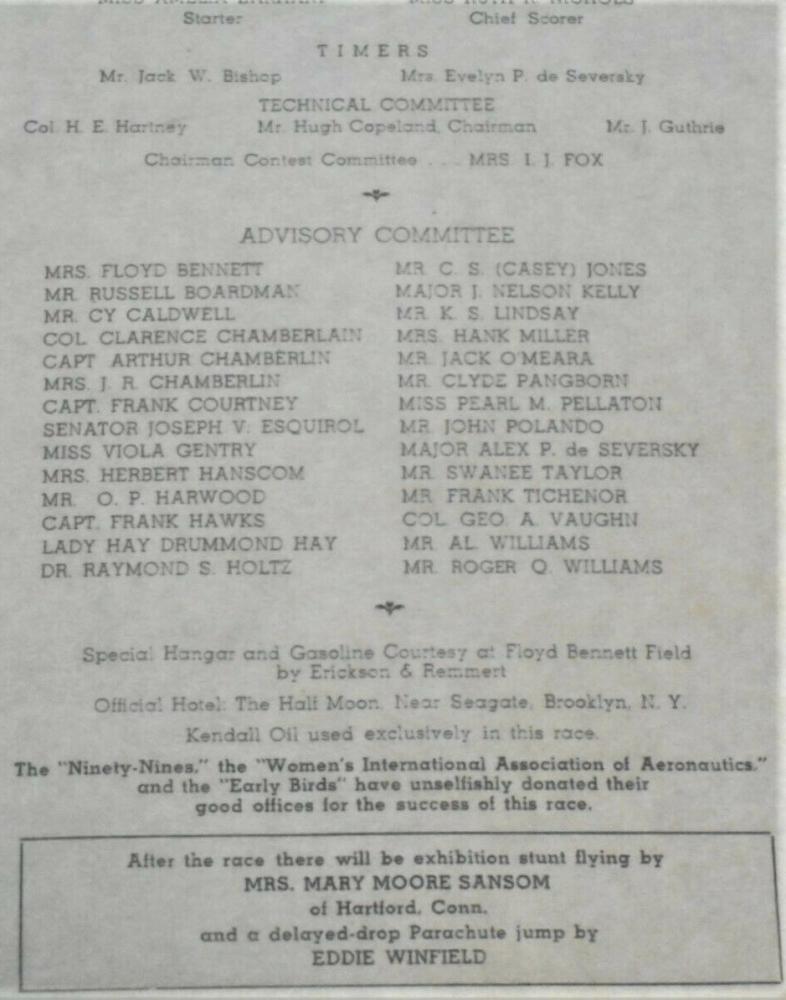 MISS AMELIA EARHART MISS RUTH R. NICHOLS
Starter Chief Scorer
TIMERS
Mr. Jack W. Bishop Mrs. Evelyn P. de Seversky
TECHNICAL COMMITTEE
Col. H. E. Hartney Mr. Hugh Copeland, Chairman Mr. J. Guthrie
Chairman Contest Committee . . . MRS. I. J. FOX
ADVISORY COMMITTEE
MRS. FLOYD BENNETT MR. C. S. (CASEY) JONES
MR. RUSSELL BOARDMAN MAJOR J. NELSON KELLY
MR. CY CALDWELL MR. K. S. LINDSAY
COL. CLARENCE CHAMBERLAIN MRS. HANK MILLER
CAPT. ARTHUR CHAMBERLIN MR. JACK O'MEARA
MRS. J. R. CHAMBERLIN MR. CLYDE PANGBORN
CAPT. FRANK COURTNEY MISS PEARL M. PELLATON
SENATOR JOSEPH V. ESQUIROL MR. JOHN POLANDO
MISS VIOLA GENTRY MAJOR ALEX P. de SEVERSKY
MRS. HERBERT HANSCOM MR. SWANEE TAYLOR
MR. O. P. HARWOOD MR. FRANK TICHENOR
CAPT. FRANK HAWKS COL. GEO. A. VAUGHN
LADY HAY DRUMMOND HAY MR. AL. WILLIAMS
DR. RAYMOND S. HOLTZ MR. ROGER Q. WILLIAMS
Special Hangar and Gasoline Courtesy at Floyd Bennett Field
by Erickson & Remmert
Official Hotel: The Half Moon, Near Seagate, Brooklyn, N. Y.
Kendall Oil used exclusively in this race.
The "Ninety-Nines," the "Women's International Association of Aeronautics,"
and the "Early Birds" have unselfishly donated their
good offices for the success of this race.
After the race there will be exhibition stunt flying by
MRS. MARY MOORE SANSOM
of Hartford, Conn.
and a delayed-drop Parachute jump by
EDDIE WINFIELD